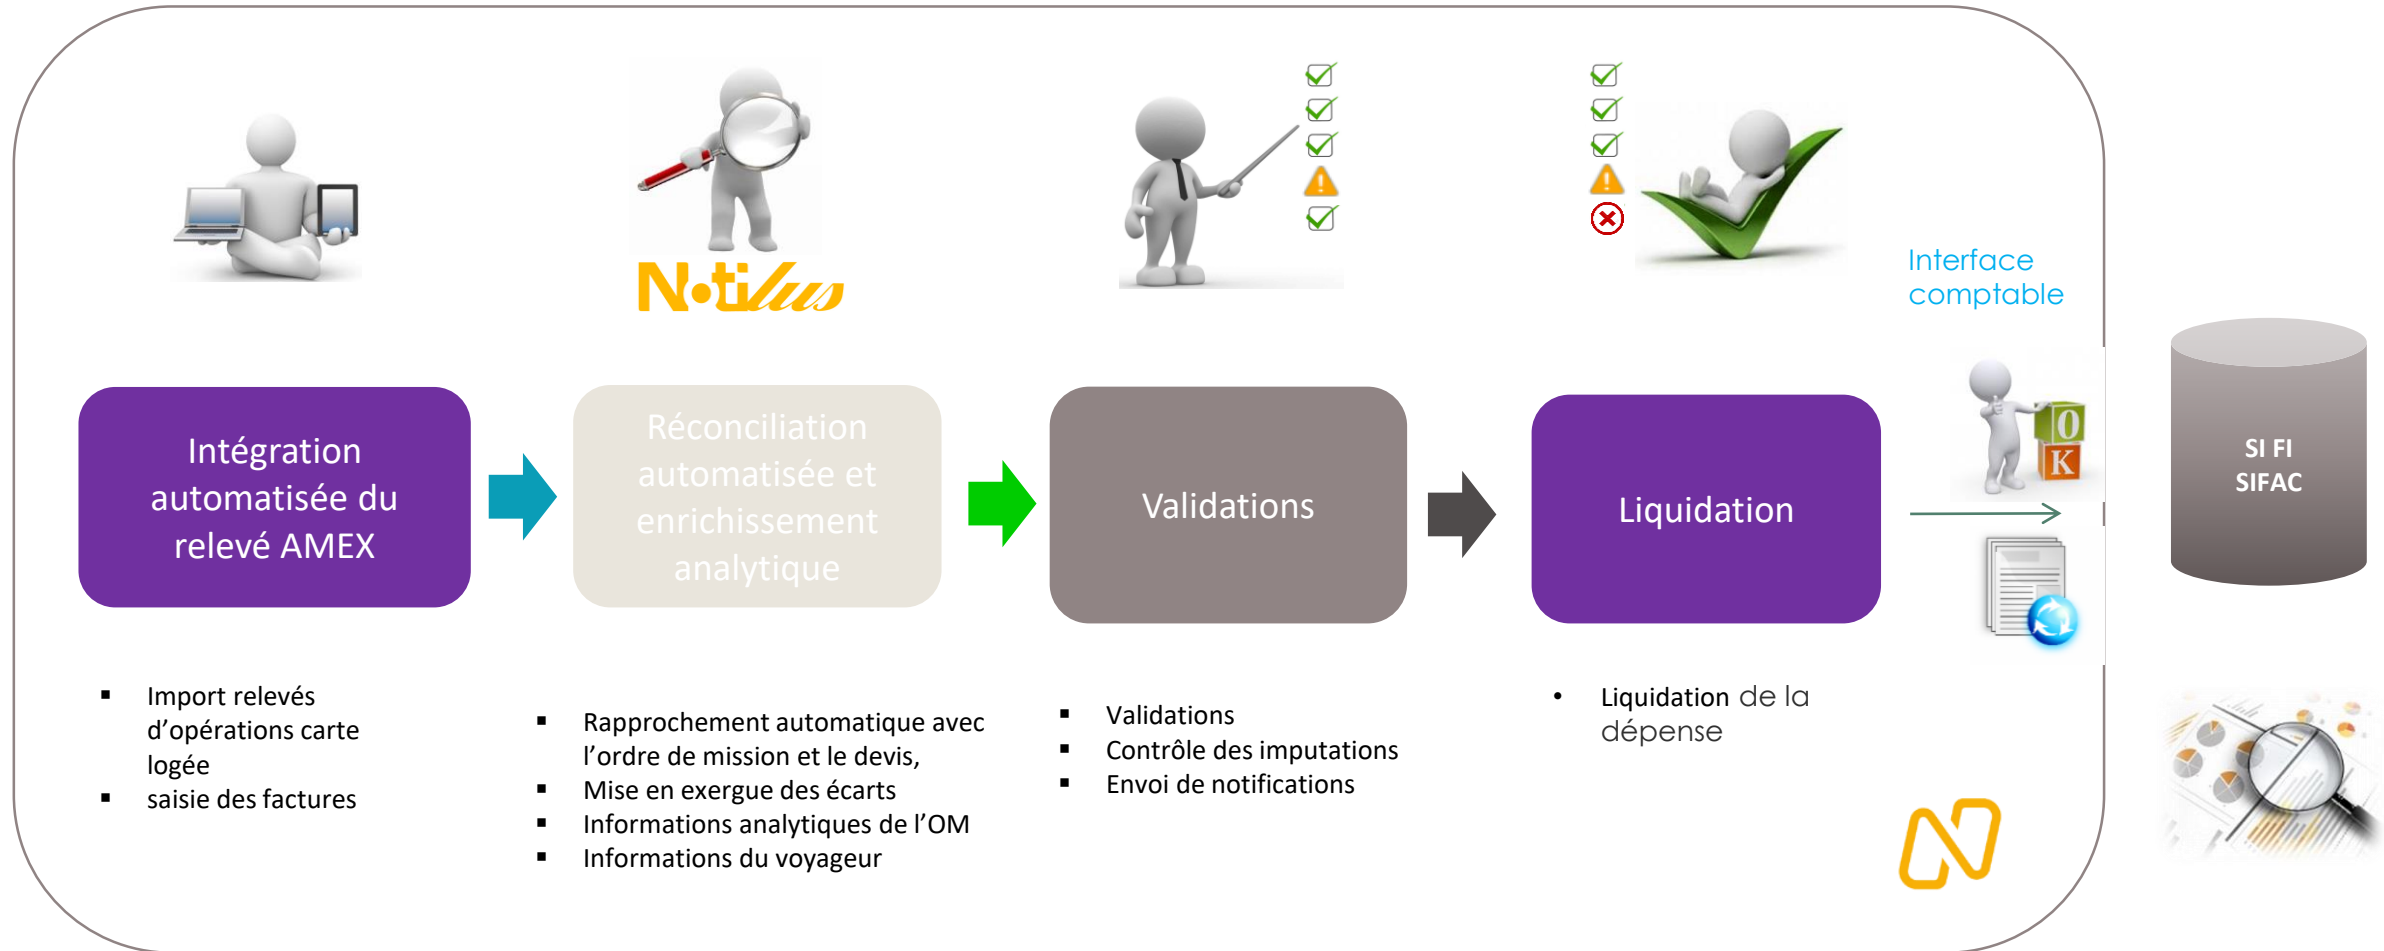 Notilus
Interface
comptable
Intégration
automatisée du
relevé AMEX
Réconciliation
automatisée et
enrichissement
analytique
Validations
Liquidation
O
K
SI FI
SIFAC
▪ Import relevés
d’opérations carte
logée
▪ saisie des factures
▪ Rapprochement automatique avec
l’ordre de mission et le devis,
▪ Mise en exergue des écarts
▪ Informations analytiques de l’OM
▪ Informations du voyageur
▪ Validations
▪ Contrôle des imputations
▪ Envoi de notifications
• Liquidation de la
dépense